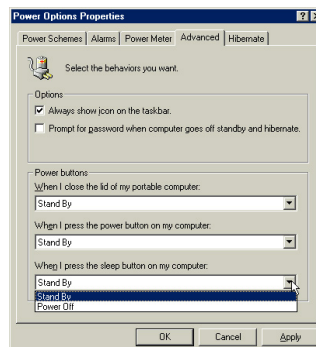 Power Options Properties
Power Schemes Alarms Power Meter Advanced Hibernate
Select the behaviors you want.
Options
Always show icon on the taskbar.
Prompt for password when computer goes off standby and hibernate.
Power buttons
When I close the lid of my portable computer:
Stand By
When I press the power button on my computer:
Stand By
When I press the sleep button on my computer:
Stand By
Stand By
Power Off
OK Cancel Apply